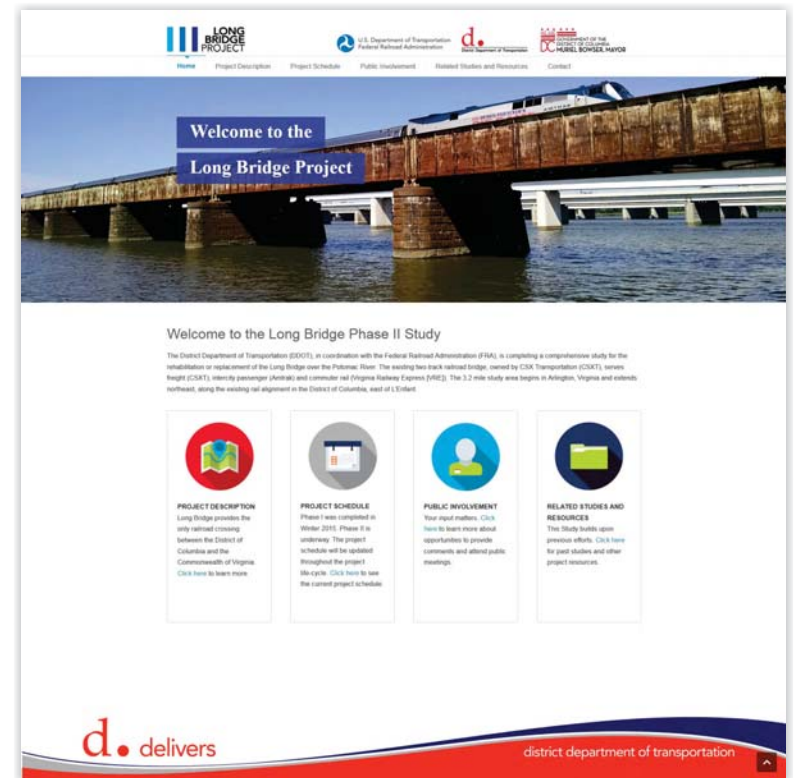 LONG
BRIDGE
PROJECT
U.S. Department of Transportation
Federal Railroad Administration
d.
District Department of Transportation
GOVERNMENT OF THE
DISTRICT OF COLUMBIA
DC MURIEL BOWSER, MAYOR
Home Project Description Project Schedule Public Involvement Related Studies and Resources Contact
AMTRAK
Welcome to the
Long Bridge Project
Welcome to the Long Bridge Phase II Study
The District Department of Transportation (DDOT), in coordination with the Federal Railroad Administration (FRA), is completing a comprehensive study for the
rehabilitation or replacement of the Long Bridge over the Potomac River. The existing two track railroad bridge, owned by CSX Transportation (CSXT), serves
freight (CSXT), intercity passenger (Amtrak) and commuter rail (Virginia Railway Express [VRE]). The 3.2 mile study area begins in Arlington, Virginia and extends
northeast, along the existing rail alignment in the District of Columbia, east of L'Enfant.
PROJECT DESCRIPTION
Long Bridge provides the
only railroad crossing
between the District of
Columbia and the
Commonwealth of Virginia.
Click here to learn more.
PROJECT SCHEDULE
Phase I was completed in
Winter 2015. Phase II is
underway. The project
schedule will be updated
throughout the project
life-cycle. Click here to see
the current project schedule.
PUBLIC INVOLVEMENT
Your input matters. Click
here to learn more about
opportunities to provide
comments and attend public
meetings.
RELATED STUDIES AND
RESOURCES
This Study builds upon
previous efforts. Click here
for past studies and other
project resources.
d. delivers
district department of transportation